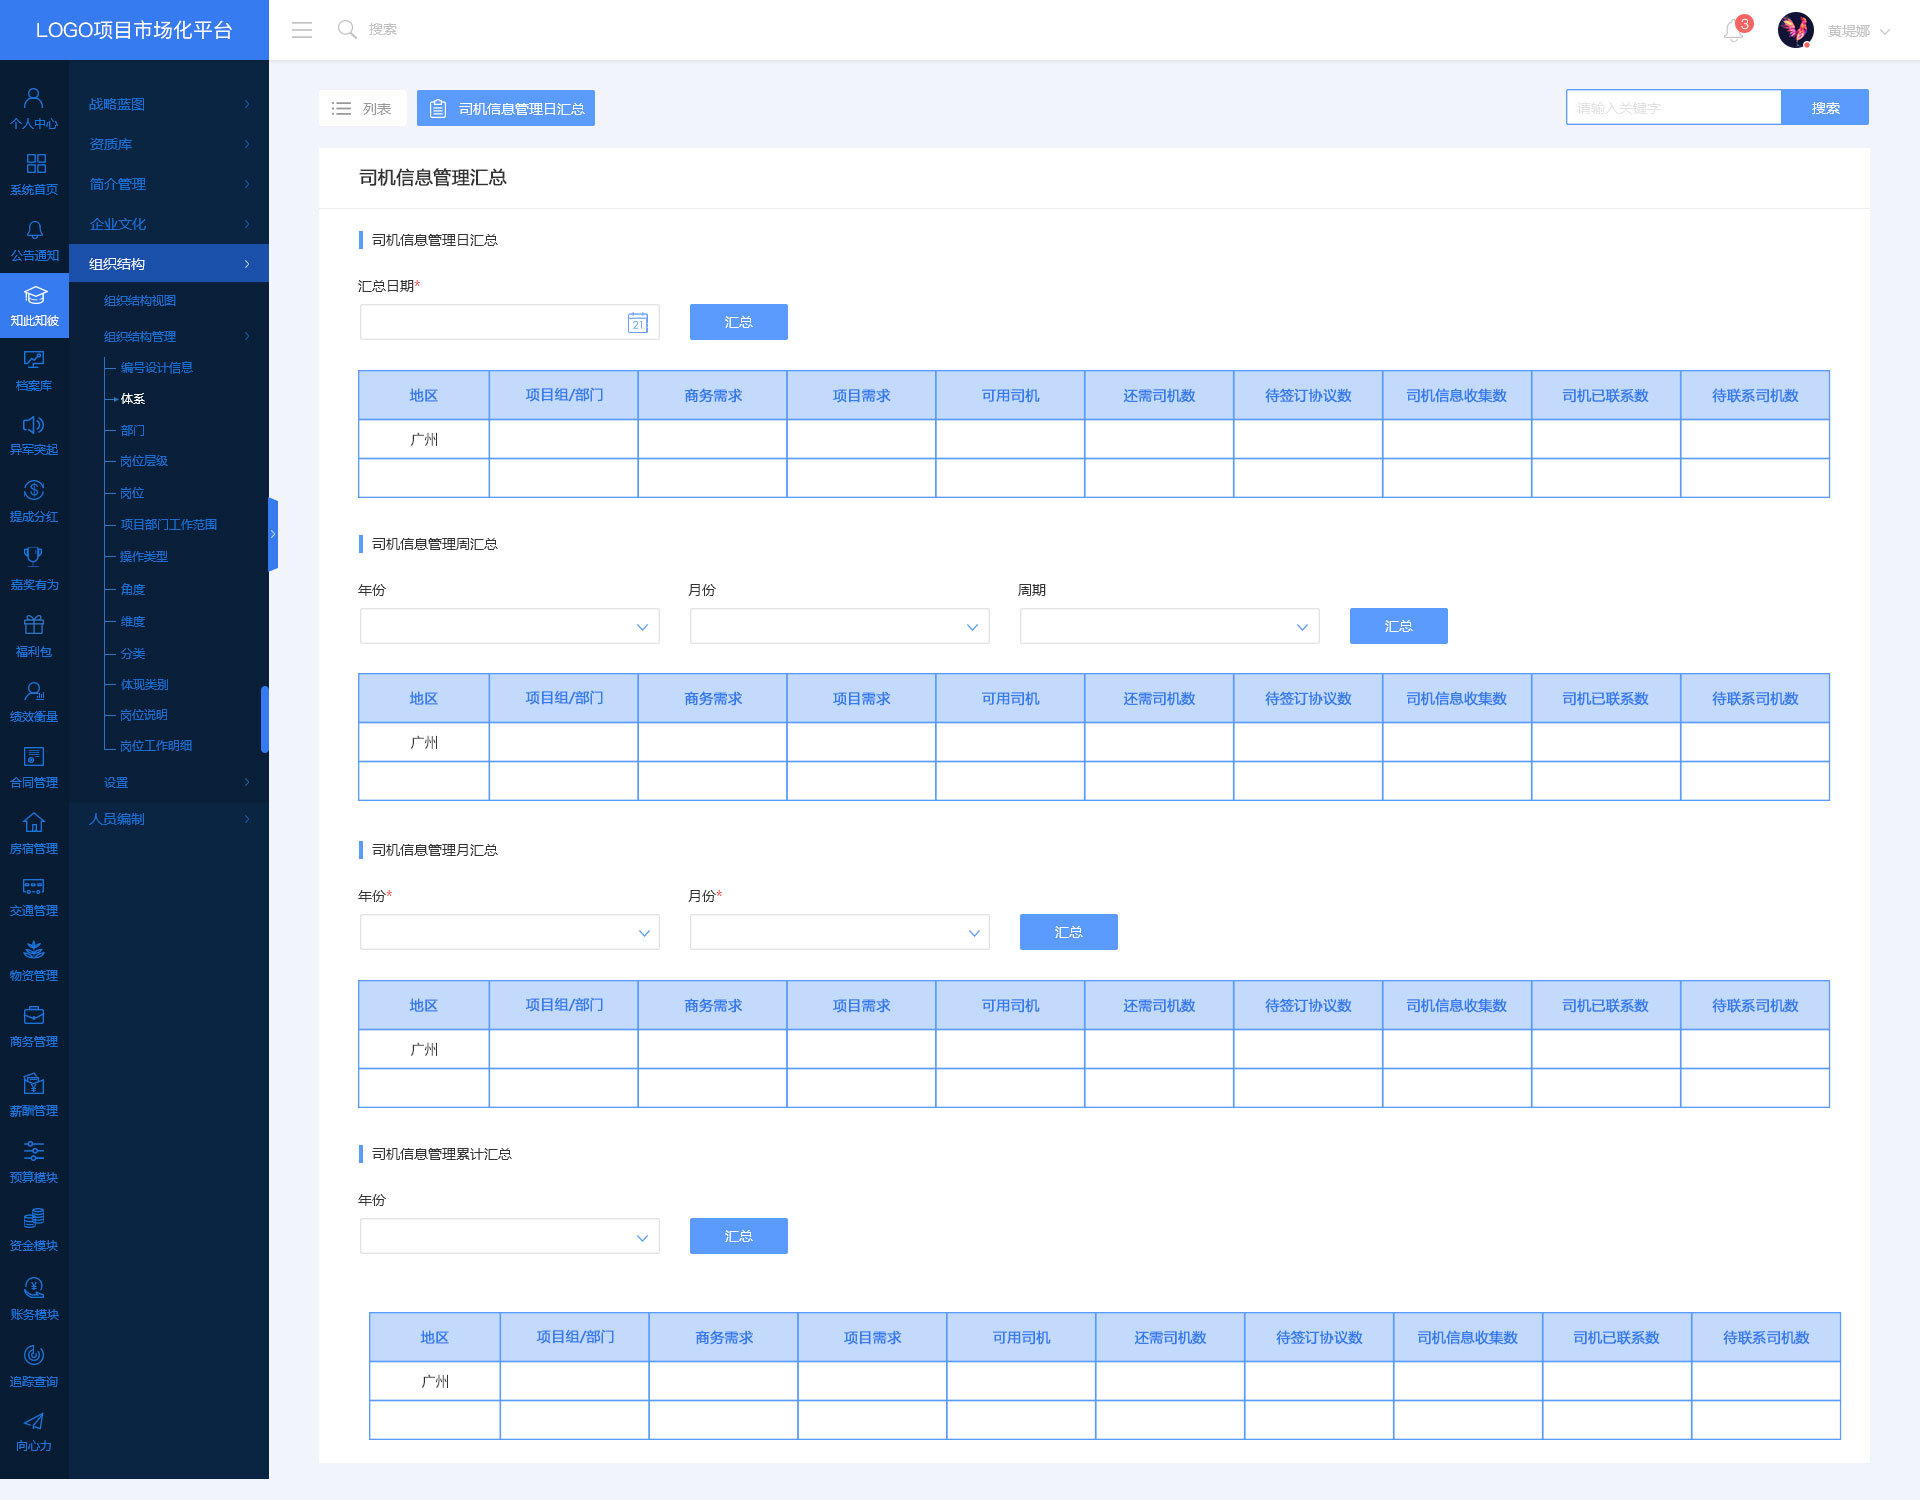 LOGO项目市场化平台
搜索
3
黄堤娜
个人中心
系统首页
公告通知
知此知彼
档案库
异军突起
提成分红
嘉奖有为
福利包
绩效衡量
合同管理
房宿管理
交通管理
物资管理
商务管理
薪酬管理
预算模块
资金模块
账务模块
追踪查询
向心力
战略蓝图
资质库
简介管理
企业文化
组织结构
组织结构视图
组织结构管理
编号设计信息
体系
部门
岗位层级
岗位
项目部门工作范围
操作类型
角度
维度
分类
体现类别
岗位说明
岗位工作明细
设置
人员编制
列表
司机信息管理日汇总
请输入关键字
搜索
司机信息管理汇总
司机信息管理日汇总
汇总日期*
21
汇总
地区 项目组/部门 商务需求 项目需求 可用司机 还需司机数 待签订协议数 司机信息收集数 司机已联系数 待联系司机数
广州
司机信息管理周汇总
年份 月份 周期
汇总
地区 项目组/部门 商务需求 项目需求 可用司机 还需司机数 待签订协议数 司机信息收集数 司机已联系数 待联系司机数
广州
司机信息管理月汇总
年份* 月份*
汇总
地区 项目组/部门 商务需求 项目需求 可用司机 还需司机数 待签订协议数 司机信息收集数 司机已联系数 待联系司机数
广州
司机信息管理累计汇总
年份
汇总
地区 项目组/部门 商务需求 项目需求 可用司机 还需司机数 待签订协议数 司机信息收集数 司机已联系数 待联系司机数
广州